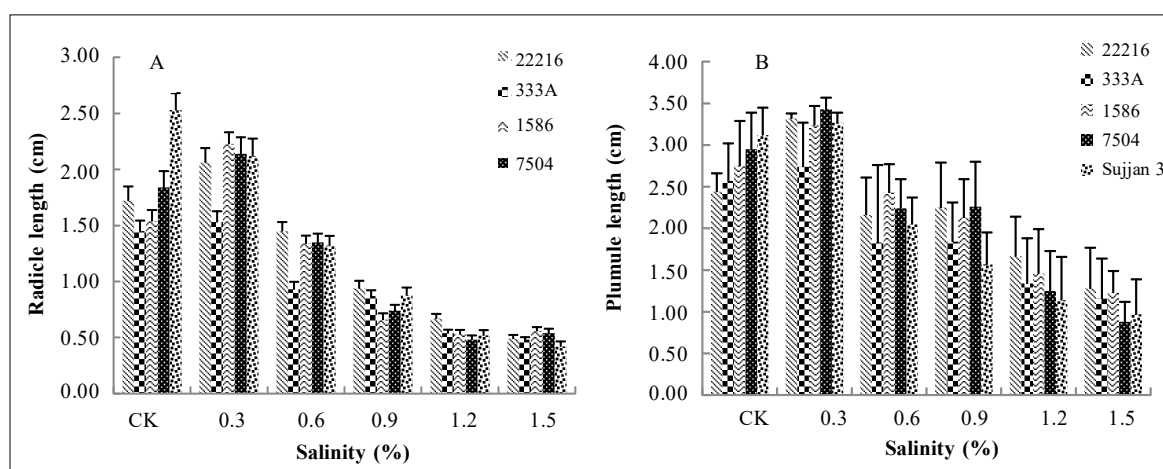 A
3.00
2.50
2.00
1.50
1.00
0.50
0.00
Radicle length (cm)
CK 0.3 0.6 0.9 1.2 1.5
Salinity (%)
22216
333A
1586
7504
B
4.00
3.50
3.00
2.50
2.00
1.50
1.00
0.50
0.00
Plumule length (cm)
CK 0.3 0.6 0.9 1.2 1.5
Salinity (%)
22216
333A
1586
7504
Sujjan 3